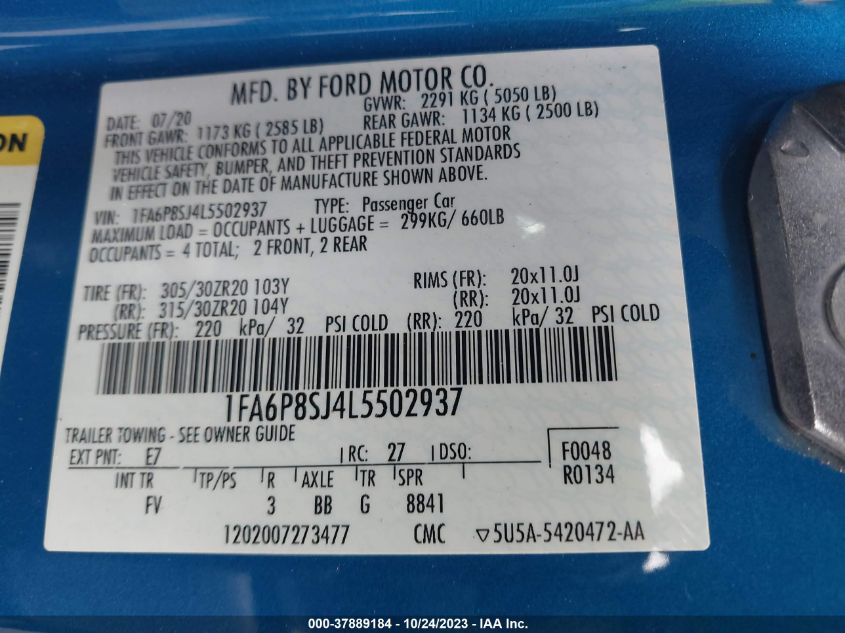 MFD. BY FORD MOTOR CO.
DATE: 07/20 GVWR: 2291 KG ( 5050 LB)
FRONT GAWR: 1173 KG ( 2585 LB) REAR GAWR: 1134 KG ( 2500 LB)
THIS VEHICLE CONFORMS TO ALL APPLICABLE FEDERAL MOTOR
VEHICLE SAFETY, BUMPER, AND THEFT PREVENTION STANDARDS
IN EFFECT ON THE DATE OF MANUFACTURE SHOWN ABOVE.
VIN: 1FA6P8SJ4L5502937 TYPE: Passenger Car
MAXIMUM LOAD = OCCUPANTS + LUGGAGE = 299KG/ 660LB
OCCUPANTS = 4 TOTAL; 2 FRONT, 2 REAR
TIRE (FR): 305/30ZR20 103Y RIMS (FR): 20x11.0J
(RR): 315/30ZR20 104Y (RR): 20x11.0J
PRESSURE (FR): 220 kPa/ 32 PSI COLD (RR): 220 kPa/ 32 PSI COLD
1FA6P8SJ4L5502937
TRAILER TOWING - SEE OWNER GUIDE
EXT PNT: E7 RC: 27 DSO: F0048
INT TR TP/PS R AXLE TR SPR R0134
FV 3 BB G 8841
1202007273477 CMC ▽5U5A-5420472-AA
ON
000-37889184 - 10/24/2023 - IAA Inc.